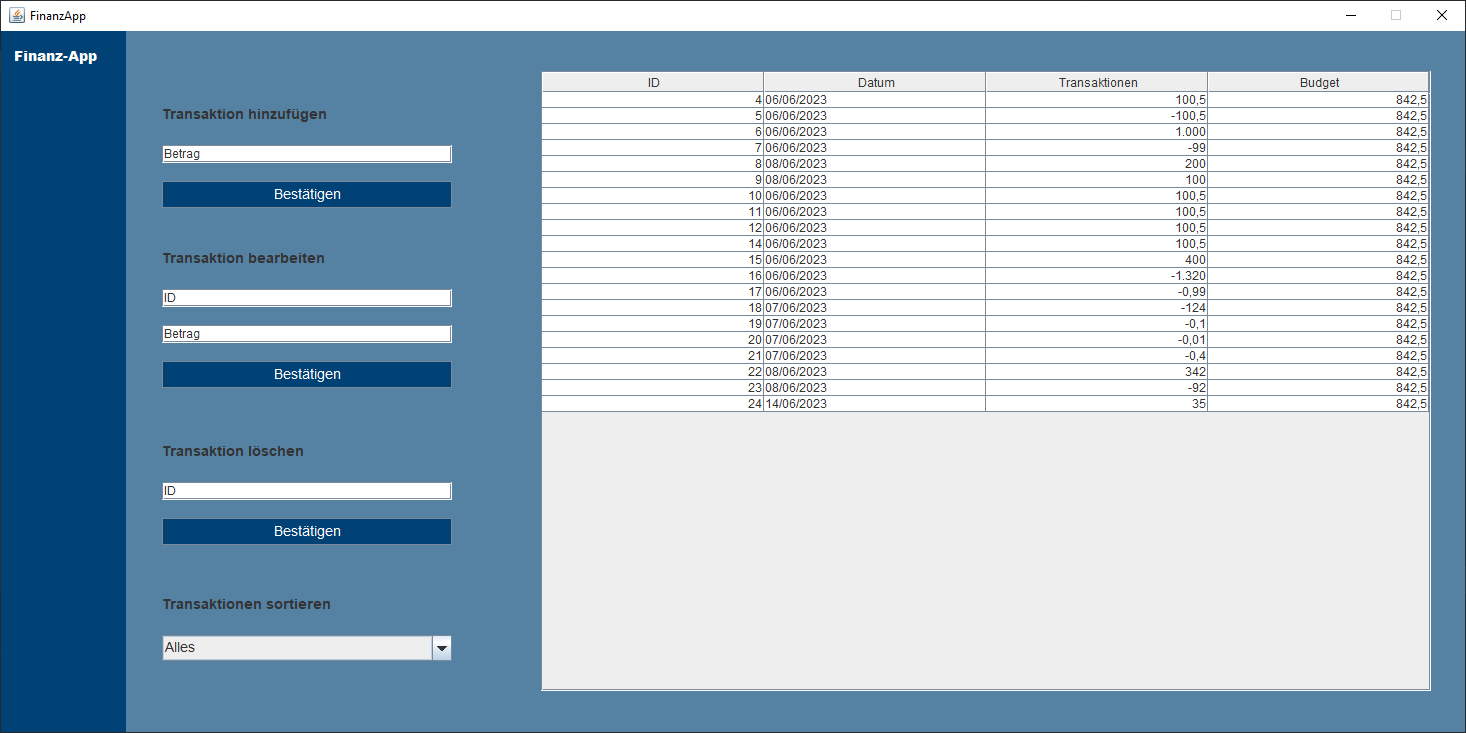 FinanzApp
Finanz-App
Transaktion hinzufügen
Betrag
Bestätigen
Transaktion bearbeiten
ID
Betrag
Bestätigen
Transaktion löschen
ID
Bestätigen
Transaktionen sortieren
Alles
ID Datum Transaktionen Budget
4 06/06/2023 100,5 842,5
5 06/06/2023 -100,5 842,5
6 06/06/2023 1.000 842,5
7 06/06/2023 -99 842,5
8 08/06/2023 200 842,5
9 08/06/2023 100 842,5
10 06/06/2023 100,5 842,5
11 06/06/2023 100,5 842,5
12 06/06/2023 100,5 842,5
14 06/06/2023 100,5 842,5
15 06/06/2023 400 842,5
16 06/06/2023 -1.320 842,5
17 06/06/2023 -0,99 842,5
18 07/06/2023 -124 842,5
19 07/06/2023 -0,1 842,5
20 07/06/2023 -0,01 842,5
21 07/06/2023 -0,4 842,5
22 08/06/2023 342 842,5
23 08/06/2023 -92 842,5
24 14/06/2023 35 842,5